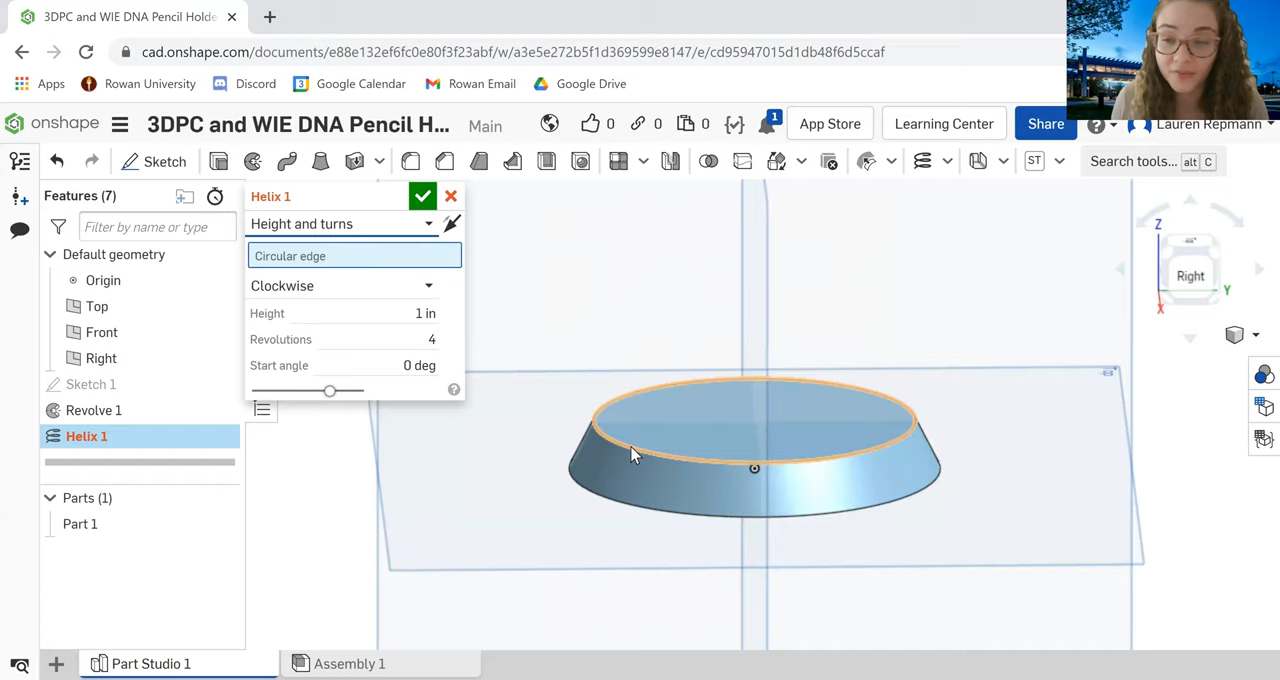 3DPC and WIE DNA Pencil Holde
cad.onshape.com/documents/e88e132ef6fc0e80f3f23abf/w/a3e5e272b5f1d369599e8147/e/cd95947015d1db48f6d5ccaf
Apps Rowan University Discord Google Calendar Rowan Email Google Drive
onshape 3DPC and WIE DNA Pencil H... Main 0 0 0 1 App Store Learning Center Share Lauren Repmann
Sketch ST Search tools... alt C
Features (7)
Filter by name or type
Default geometry
Origin
Top
Front
Right
Sketch 1
Revolve 1
Helix 1
Parts (1)
Part 1
Helix 1
Height and turns
Circular edge
Clockwise
Height 1 in
Revolutions 4
Start angle 0 deg
Z
Right
Y
X
Part Studio 1 Assembly 1